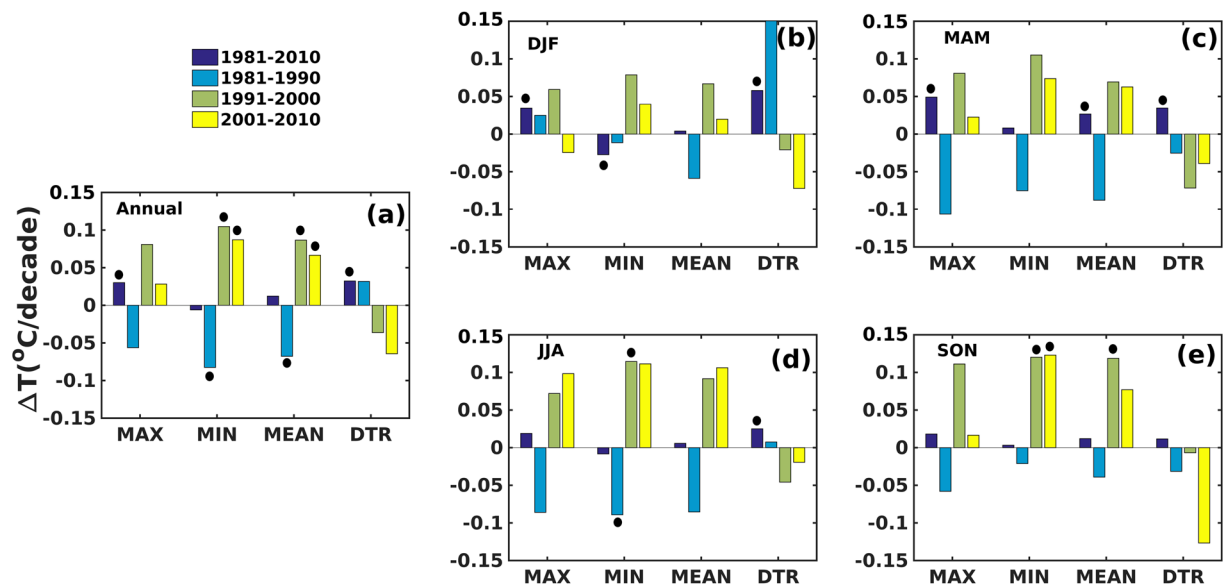 1981-2010
1981-1990
1991-2000
2001-2010
ΔT(°C/decade)
Annual
(a)
0.15
0.1
0.05
0
-0.05
-0.1
-0.15
MAX MIN MEAN DTR
DJF
(b)
0.15
0.1
0.05
0
-0.05
-0.1
-0.15
MAX MIN MEAN DTR
MAM
(c)
0.15
0.1
0.05
0
-0.05
-0.1
-0.15
MAX MIN MEAN DTR
JJA
(d)
0.15
0.1
0.05
0
-0.05
-0.1
-0.15
MAX MIN MEAN DTR
SON
(e)
0.15
0.1
0.05
0
-0.05
-0.1
-0.15
MAX MIN MEAN DTR